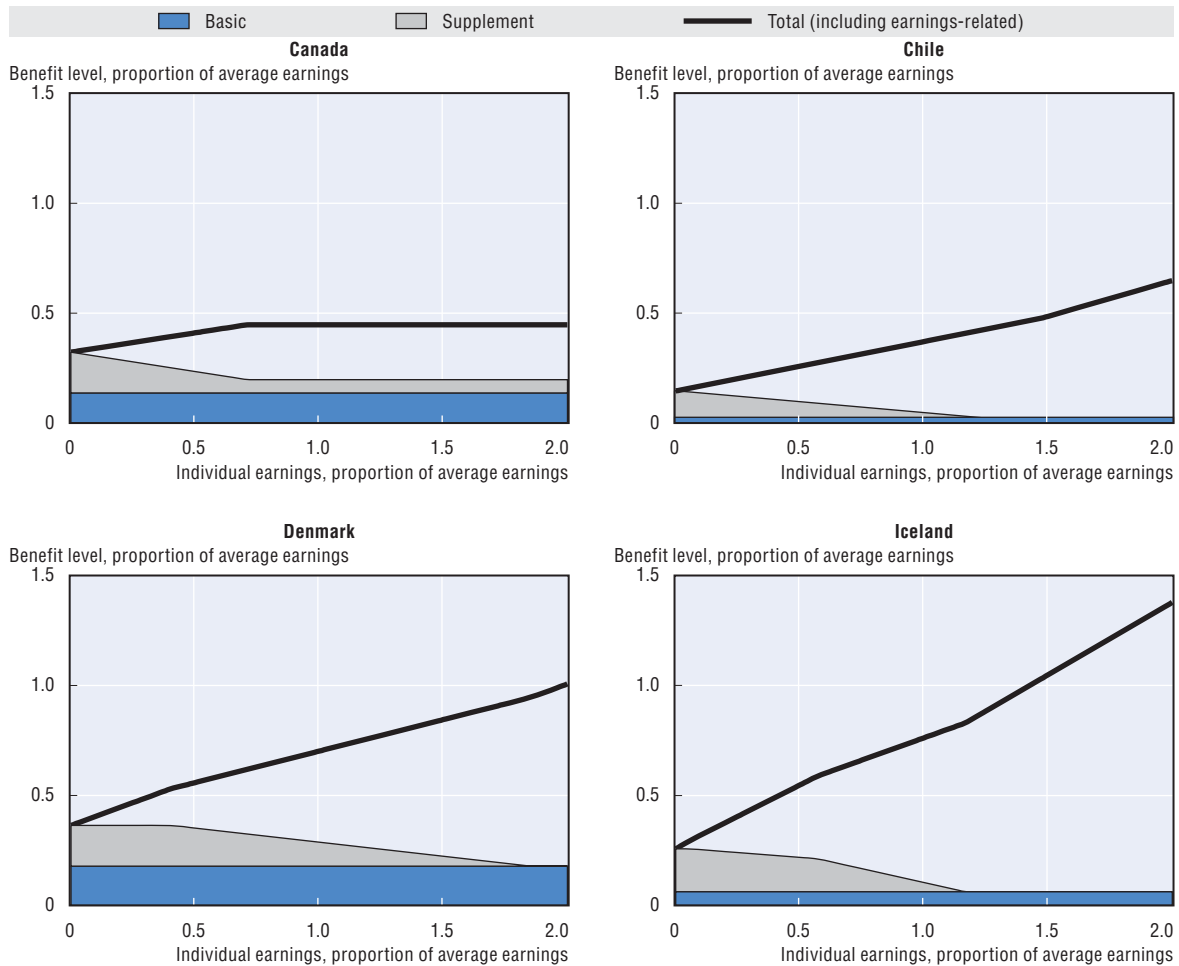 Basic Supplement Total (including earnings-related)
Canada
Benefit level, proportion of average earnings
1.5
1.0
0.5
0
0 0.5 1.0 1.5 2.0
Individual earnings, proportion of average earnings
Chile
Benefit level, proportion of average earnings
1.5
1.0
0.5
0
0 0.5 1.0 1.5 2.0
Individual earnings, proportion of average earnings
Denmark
Benefit level, proportion of average earnings
1.5
1.0
0.5
0
0 0.5 1.0 1.5 2.0
Individual earnings, proportion of average earnings
Iceland
Benefit level, proportion of average earnings
1.5
1.0
0.5
0
0 0.5 1.0 1.5 2.0
Individual earnings, proportion of average earnings